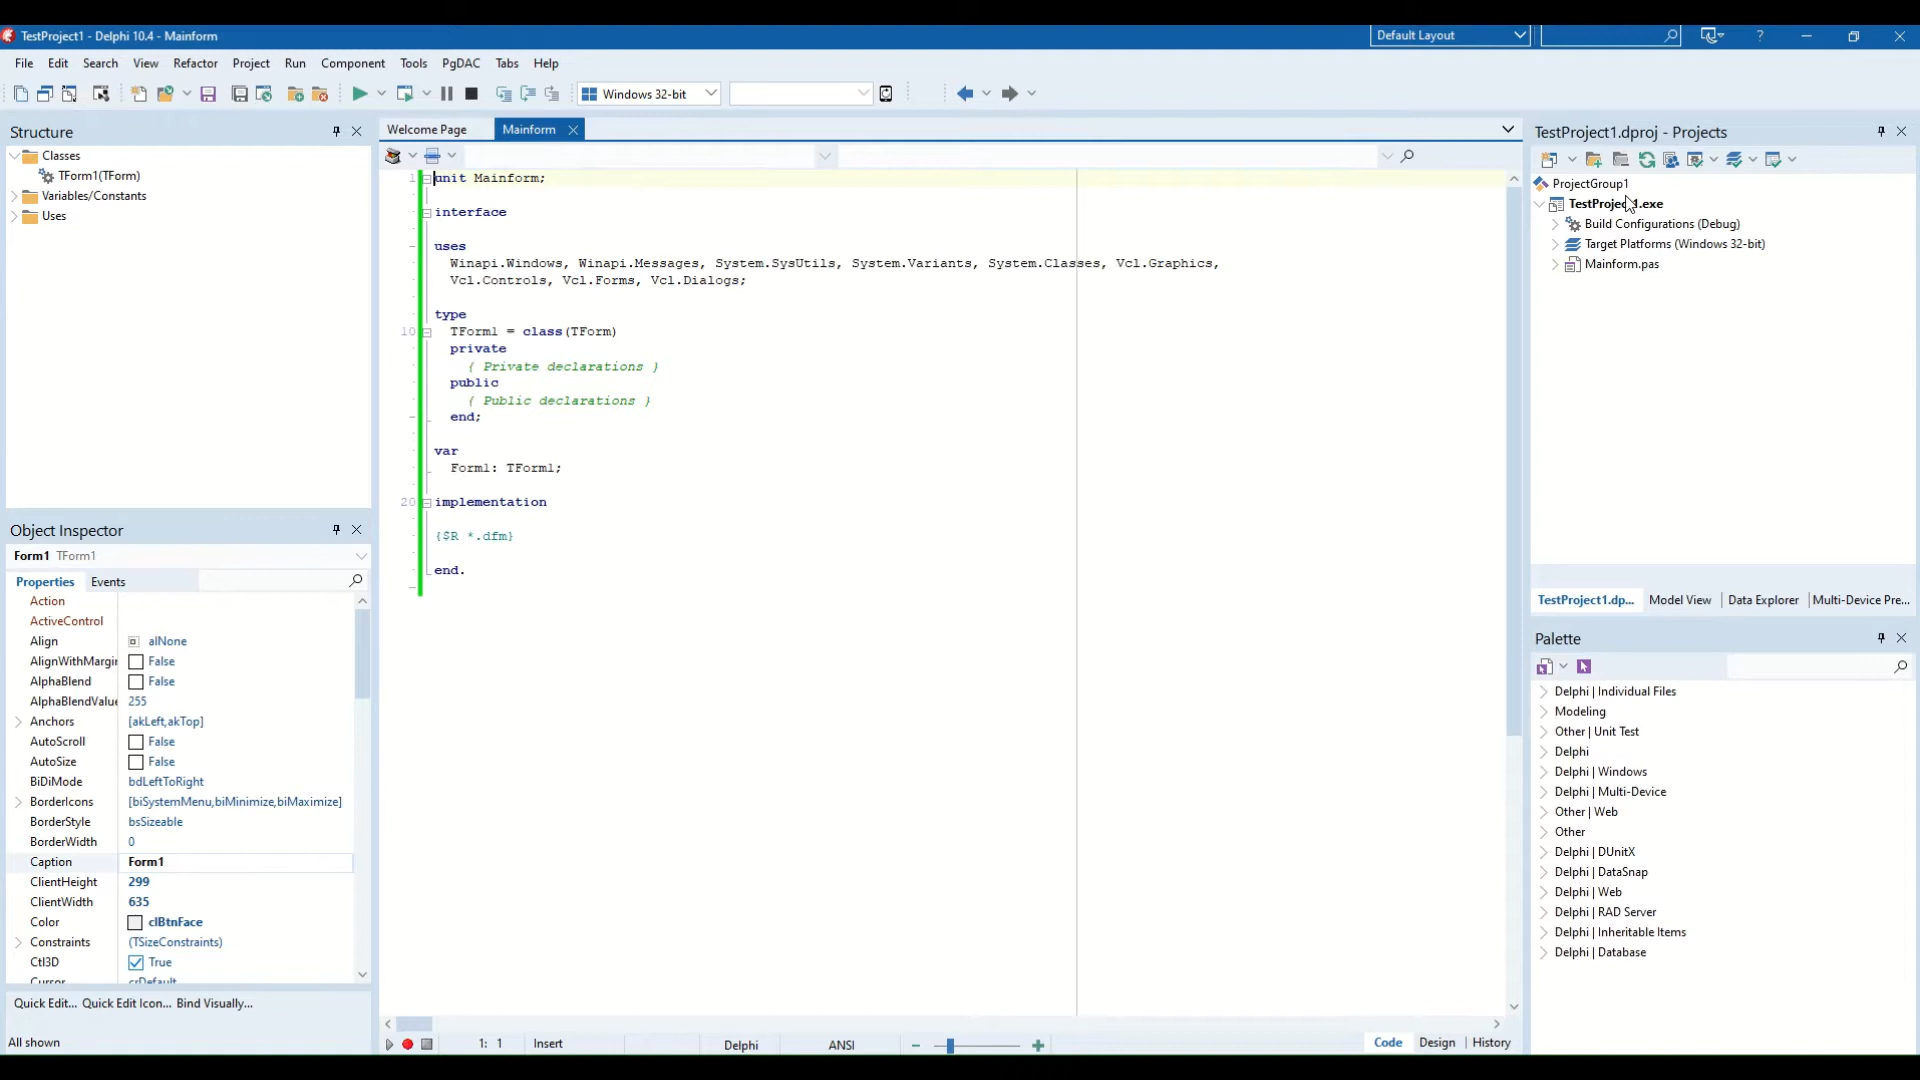 TestProject1 - Delphi 10.4 - Mainform
Default Layout
File Edit Search View Refactor Project Run Component Tools PgDAC Tabs Help
Windows 32-bit
Structure
Classes
TForm1(TForm)
Variables/Constants
Uses
Object Inspector
Form1 TForm1
Properties Events
Action
ActiveControl
Align alNone
AlignWithMargin False
AlphaBlend False
AlphaBlendValue 255
Anchors [akLeft,akTop]
AutoScroll False
AutoSize False
BiDiMode bdLeftToRight
BorderIcons [biSystemMenu,biMinimize,biMaximize]
BorderStyle bsSizeable
BorderWidth 0
Caption Form1
ClientHeight 299
ClientWidth 635
Color clBtnFace
Constraints (TSizeConstraints)
Ctl3D True
Cursor crDefault
Quick Edit... Quick Edit Icon... Bind Visually...
All shown
Welcome Page Mainform
1 unit Mainform;
interface
uses
Winapi.Windows, Winapi.Messages, System.SysUtils, System.Variants, System.Classes, Vcl.Graphics,
Vcl.Controls, Vcl.Forms, Vcl.Dialogs;
type
10 TForm1 = class(TForm)
private
{ Private declarations }
public
{ Public declarations }
end;
var
Form1: TForm1;
20 implementation
{$R *.dfm}
end.
1: 1 Insert Delphi ANSI Code Design History
TestProject1.dproj - Projects
ProjectGroup1
TestProject1.exe
Build Configurations (Debug)
Target Platforms (Windows 32-bit)
Mainform.pas
TestProject1.dp... Model View Data Explorer Multi-Device Pre...
Palette
Delphi | Individual Files
Modeling
Other | Unit Test
Delphi
Delphi | Windows
Delphi | Multi-Device
Other | Web
Other
Delphi | DUnitX
Delphi | DataSnap
Delphi | Web
Delphi | RAD Server
Delphi | Inheritable Items
Delphi | Database